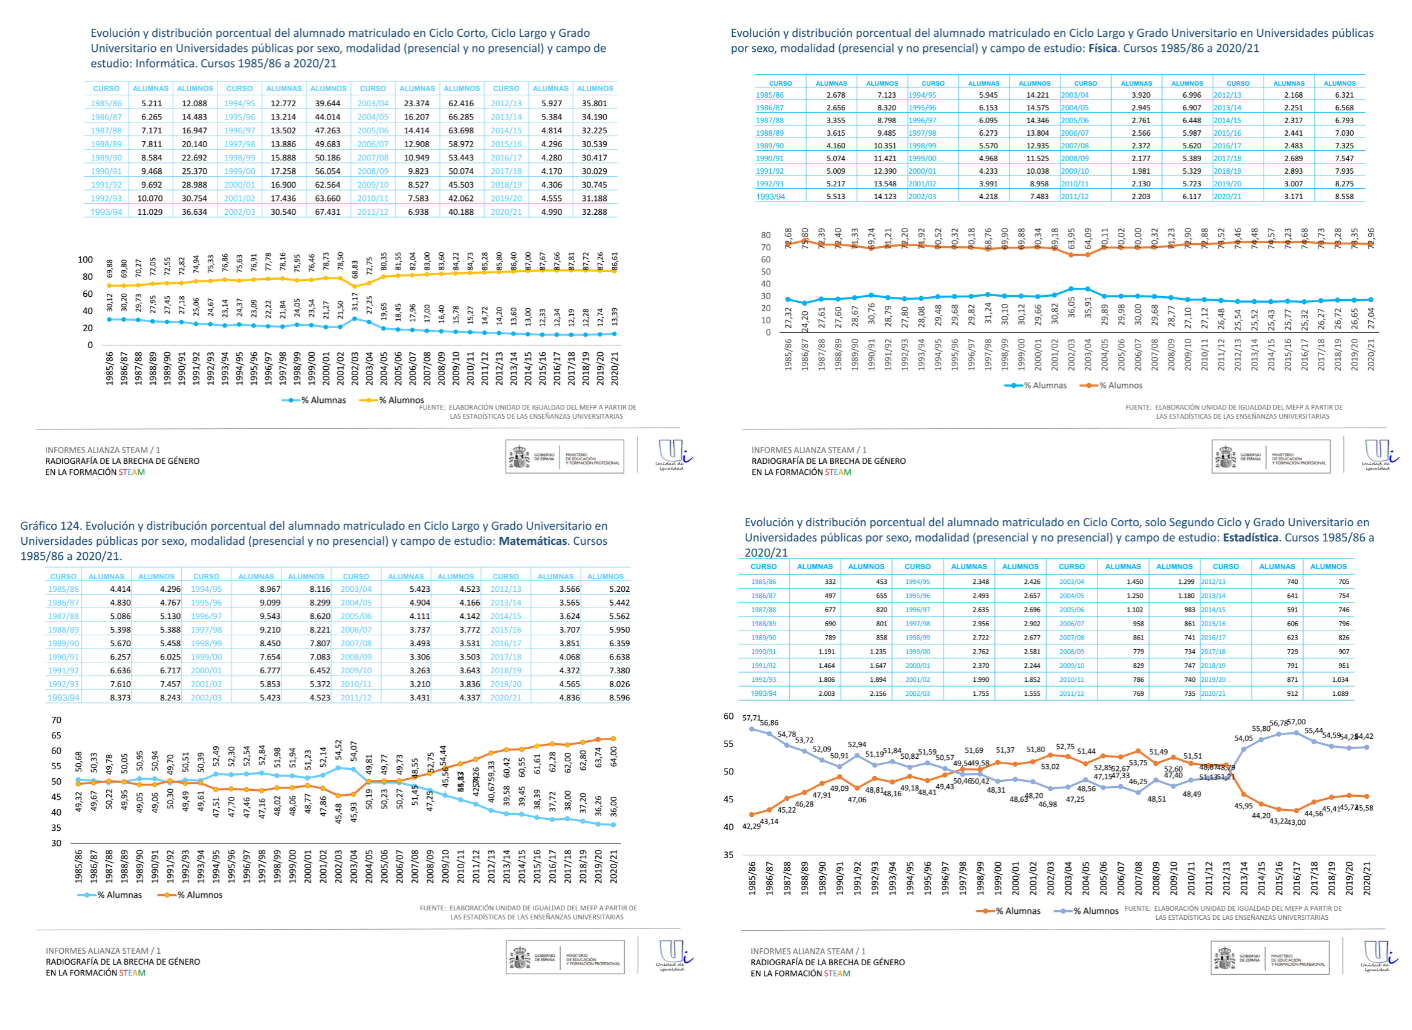 Evolución y distribución porcentual del alumnado matriculado en Ciclo Corto, Ciclo Largo y Grado
Universitario en Universidades públicas por sexo, modalidad (presencial y no presencial) y campo de
estudio: Informática. Cursos 1985/86 a 2020/21
CURSO ALUMNAS ALUMNOS CURSO ALUMNAS ALUMNOS CURSO ALUMNAS ALUMNOS CURSO ALUMNAS ALUMNOS
1985/86 5.211 12.088 1994/95 12.772 39.644 2003/04 23.374 62.416 2012/13 5.927 35.801
1986/87 6.265 14.483 1995/96 13.214 44.014 2004/05 16.207 66.285 2013/14 5.384 34.190
1987/88 7.171 16.947 1996/97 13.502 47.263 2005/06 14.414 63.698 2014/15 4.814 32.225
1988/89 7.811 20.140 1997/98 13.886 49.683 2006/07 12.908 58.972 2015/16 4.296 30.539
1989/90 8.584 22.692 1998/99 15.888 50.186 2007/08 10.949 53.443 2016/17 4.280 30.417
1990/91 9.468 25.370 1999/00 17.258 56.054 2008/09 9.823 50.074 2017/18 4.170 30.029
1991/92 9.692 28.988 2000/01 16.900 62.564 2009/10 8.527 45.503 2018/19 4.306 30.745
1992/93 10.070 30.754 2001/02 17.436 63.660 2010/11 7.583 42.062 2019/20 4.555 31.188
1993/94 11.029 36.634 2002/03 30.540 67.431 2011/12 6.938 40.188 2020/21 4.990 32.288
100
80
60
40
20
0
69,88 69,80 70,27 72,05 72,55 72,82 74,94 75,33 76,86 75,63 76,91 77,78 78,16 75,95 76,46 78,73 78,50 68,83 72,75 80,35 81,55 82,04 83,00 83,60 84,22 84,73 85,28 85,80 86,40 87,00 87,67 87,66 87,81 87,72 87,26 86,61
30,12 30,20 29,73 27,95 27,45 27,18 25,06 24,67 23,14 24,37 23,09 22,22 21,84 24,05 23,54 21,27 21,50 31,17 27,25 19,65 18,45 17,96 17,00 16,40 15,78 15,27 14,72 14,20 13,60 13,00 12,33 12,34 12,19 12,28 12,74 13,39
1985/86 1986/87 1987/88 1988/89 1989/90 1990/91 1991/92 1992/93 1993/94 1994/95 1995/96 1996/97 1997/98 1998/99 1999/00 2000/01 2001/02 2002/03 2003/04 2004/05 2005/06 2006/07 2007/08 2008/09 2009/10 2010/11 2011/12 2012/13 2013/14 2014/15 2015/16 2016/17 2017/18 2018/19 2019/20 2020/21
% Alumnas % Alumnos
FUENTE: ELABORACIÓN UNIDAD DE IGUALDAD DEL MEFP A PARTIR DE
LAS ESTADÍSTICAS DE LAS ENSEÑANZAS UNIVERSITARIAS
INFORMES ALIANZA STEAM / 1
RADIOGRAFÍA DE LA BRECHA DE GÉNERO
EN LA FORMACIÓN STEAM
GOBIERNO
DE ESPAÑA
MINISTERIO
DE EDUCACIÓN
Y FORMACIÓN PROFESIONAL
Unidad de
igualdad
Evolución y distribución porcentual del alumnado matriculado en Ciclo Largo y Grado Universitario en Universidades públicas
por sexo, modalidad (presencial y no presencial) y campo de estudio: Física. Cursos 1985/86 a 2020/21
CURSO ALUMNAS ALUMNOS CURSO ALUMNAS ALUMNOS CURSO ALUMNAS ALUMNOS CURSO ALUMNAS ALUMNOS
1985/86 2.678 7.123 1994/95 5.945 14.221 2003/04 3.920 6.996 2012/13 2.168 6.321
1986/87 2.656 8.320 1995/96 6.153 14.575 2004/05 2.945 6.907 2013/14 2.251 6.568
1987/88 3.355 8.798 1996/97 6.095 14.346 2005/06 2.761 6.448 2014/15 2.317 6.793
1988/89 3.615 9.485 1997/98 6.273 13.804 2006/07 2.566 5.987 2015/16 2.441 7.030
1989/90 4.160 10.351 1998/99 5.570 12.935 2007/08 2.372 5.620 2016/17 2.483 7.325
1990/91 5.074 11.421 1999/00 4.968 11.525 2008/09 2.177 5.389 2017/18 2.689 7.547
1991/92 5.009 12.390 2000/01 4.233 10.038 2009/10 1.981 5.329 2018/19 2.893 7.935
1992/93 5.217 13.548 2001/02 3.991 8.958 2010/11 2.130 5.723 2019/20 3.007 8.275
1993/94 5.513 14.123 2002/03 4.218 7.483 2011/12 2.203 6.117 2020/21 3.171 8.558
80
70
60
50
40
30
20
10
0
72,68 75,80 72,39 72,40 71,33 69,24 71,21 72,20 71,92 70,52 70,32 70,18 68,76 69,90 69,88 70,34 69,18 63,95 64,09 70,11 70,02 70,00 70,32 71,23 72,90 72,88 73,52 74,46 74,48 74,57 74,23 74,68 73,73 73,28 73,35 72,96
27,32 24,20 27,61 27,60 28,67 30,76 28,79 27,80 28,08 29,48 29,68 29,82 31,24 30,10 30,12 29,66 30,82 36,05 35,91 29,89 29,98 30,00 29,68 28,77 27,10 27,12 26,48 25,54 25,52 25,43 25,77 25,32 26,27 26,72 26,65 27,04
1985/86 1986/87 1987/88 1988/89 1989/90 1990/91 1991/92 1992/93 1993/94 1994/95 1995/96 1996/97 1997/98 1998/99 1999/00 2000/01 2001/02 2002/03 2003/04 2004/05 2005/06 2006/07 2007/08 2008/09 2009/10 2010/11 2011/12 2012/13 2013/14 2014/15 2015/16 2016/17 2017/18 2018/19 2019/20 2020/21
% Alumnas % Alumnos
FUENTE: ELABORACIÓN UNIDAD DE IGUALDAD DEL MEFP A PARTIR DE
LAS ESTADÍSTICAS DE LAS ENSEÑANZAS UNIVERSITARIAS
INFORMES ALIANZA STEAM / 1
RADIOGRAFÍA DE LA BRECHA DE GÉNERO
EN LA FORMACIÓN STEAM
GOBIERNO
DE ESPAÑA
MINISTERIO
DE EDUCACIÓN
Y FORMACIÓN PROFESIONAL
Unidad de
igualdad
Gráfico 124. Evolución y distribución porcentual del alumnado matriculado en Ciclo Largo y Grado Universitario en
Universidades públicas por sexo, modalidad (presencial y no presencial) y campo de estudio: Matemáticas. Cursos
1985/86 a 2020/21.
CURSO ALUMNAS ALUMNOS CURSO ALUMNAS ALUMNOS CURSO ALUMNAS ALUMNOS CURSO ALUMNAS ALUMNOS
1985/86 4.414 4.296 1994/95 8.967 8.116 2003/04 5.423 4.523 2012/13 3.566 5.202
1986/87 4.830 4.767 1995/96 9.099 8.299 2004/05 4.904 4.166 2013/14 3.565 5.442
1987/88 5.086 5.130 1996/97 9.543 8.620 2005/06 4.111 4.142 2014/15 3.624 5.562
1988/89 5.398 5.388 1997/98 9.210 8.221 2006/07 3.737 3.772 2015/16 3.707 5.950
1989/90 5.670 5.458 1998/99 8.450 7.807 2007/08 3.493 3.531 2016/17 3.851 6.359
1990/91 6.257 6.025 1999/00 7.654 7.083 2008/09 3.306 3.503 2017/18 4.068 6.638
1991/92 6.636 6.717 2000/01 6.777 6.452 2009/10 3.263 3.643 2018/19 4.372 7.380
1992/93 7.610 7.457 2001/02 5.853 5.372 2010/11 3.210 3.836 2019/20 4.565 8.026
1993/94 8.373 8.243 2002/03 5.423 4.523 2011/12 3.431 4.337 2020/21 4.836 8.596
70
65
60
55
50
45
40
35
30
50,68 50,33 49,78 50,05 50,95 50,94 49,70 50,51 50,39 52,49 52,30 52,54 52,84 51,98 51,94 51,23 52,14 54,52 54,07 49,81 49,77 49,73 48,55 52,75 54,44 59,33 60,42 60,55 61,61 62,28 62,00 62,80 63,74 64,00
49,32 49,67 50,22 49,95 49,05 49,06 50,30 49,49 49,61 47,51 47,70 47,46 47,16 48,02 48,06 48,77 47,86 45,48 45,93 50,19 50,23 50,27 51,45 47,25 45,56 40,67 39,58 39,45 38,39 37,72 38,00 37,20 36,26 36,00
1985/86 1986/87 1987/88 1988/89 1989/90 1990/91 1991/92 1992/93 1993/94 1994/95 1995/96 1996/97 1997/98 1998/99 1999/00 2000/01 2001/02 2002/03 2003/04 2004/05 2005/06 2006/07 2007/08 2008/09 2009/10 2010/11 2011/12 2012/13 2013/14 2014/15 2015/16 2016/17 2017/18 2018/19 2019/20 2020/21
% Alumnas % Alumnos
FUENTE: ELABORACIÓN UNIDAD DE IGUALDAD DEL MEFP A PARTIR DE
LAS ESTADÍSTICAS DE LAS ENSEÑANZAS UNIVERSITARIAS
INFORMES ALIANZA STEAM / 1
RADIOGRAFÍA DE LA BRECHA DE GÉNERO
EN LA FORMACIÓN STEAM
GOBIERNO
DE ESPAÑA
MINISTERIO
DE EDUCACIÓN
Y FORMACIÓN PROFESIONAL
Unidad de
igualdad
Evolución y distribución porcentual del alumnado matriculado en Ciclo Corto, solo Segundo Ciclo y Grado Universitario en
Universidades públicas por sexo, modalidad (presencial y no presencial) y campo de estudio: Estadística. Cursos 1985/86 a
2020/21
CURSO ALUMNAS ALUMNOS CURSO ALUMNAS ALUMNOS CURSO ALUMNAS ALUMNOS CURSO ALUMNAS ALUMNOS
1985/86 332 453 1994/95 2.348 2.426 2003/04 1.450 1.299 2012/13 740 705
1986/87 497 655 1995/96 2.493 2.657 2004/05 1.250 1.180 2013/14 641 754
1987/88 677 820 1996/97 2.635 2.696 2005/06 1.102 983 2014/15 591 746
1988/89 690 801 1997/98 2.956 2.902 2006/07 958 861 2015/16 606 796
1989/90 789 858 1998/99 2.722 2.677 2007/08 861 741 2016/17 623 826
1990/91 1.191 1.235 1999/00 2.762 2.581 2008/09 779 734 2017/18 729 907
1991/92 1.464 1.647 2000/01 2.370 2.244 2009/10 829 747 2018/19 791 951
1992/93 1.806 1.894 2001/02 1.990 1.852 2010/11 786 740 2019/20 871 1.034
1993/94 2.003 2.156 2002/03 1.755 1.555 2011/12 769 735 2020/21 912 1.089
60
55
50
45
40
35
57,71 56,86 54,78 53,72 52,09 50,91 52,94 51,19 51,84 50,82 51,59 50,57 49,54 49,58 51,69 51,37 51,80 53,02 52,75 51,44 52,85 52,67 53,75 51,49 52,60 51,51 51,13 51,21 54,05 55,80 56,78 57,00 55,44 54,59 54,28 54,42
42,29 43,14 45,22 46,28 47,91 49,09 47,06 48,81 48,16 49,18 48,41 49,43 50,46 50,42 48,31 48,63 48,20 46,98 47,25 48,56 47,15 47,33 46,25 48,51 47,40 48,49 48,87 48,79 45,95 44,20 43,22 43,00 44,56 45,41 45,72 45,58
1985/86 1986/87 1987/88 1988/89 1989/90 1990/91 1991/92 1992/93 1993/94 1994/95 1995/96 1996/97 1997/98 1998/99 1999/00 2000/01 2001/02 2002/03 2003/04 2004/05 2005/06 2006/07 2007/08 2008/09 2009/10 2010/11 2011/12 2012/13 2013/14 2014/15 2015/16 2016/17 2017/18 2018/19 2019/20 2020/21
% Alumnas % Alumnos
FUENTE: ELABORACIÓN UNIDAD DE IGUALDAD DEL MEFP A PARTIR DE
LAS ESTADÍSTICAS DE LAS ENSEÑANZAS UNIVERSITARIAS
INFORMES ALIANZA STEAM / 1
RADIOGRAFÍA DE LA BRECHA DE GÉNERO
EN LA FORMACIÓN STEAM
GOBIERNO
DE ESPAÑA
MINISTERIO
DE EDUCACIÓN
Y FORMACIÓN PROFESIONAL
Unidad de
igualdad